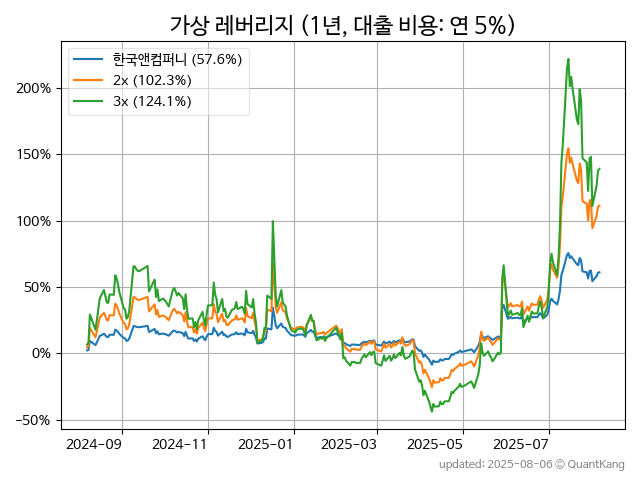 가상 레버리지 (1년, 대출 비용: 연 5%)
한국앤컴퍼니 (57.6%)
2x (102.3%)
3x (124.1%)
200%
150%
100%
50%
0%
−50%
2024-09
2024-11
2025-01
2025-03
2025-05
2025-07
updated: 2025-08-06 © QuantKang